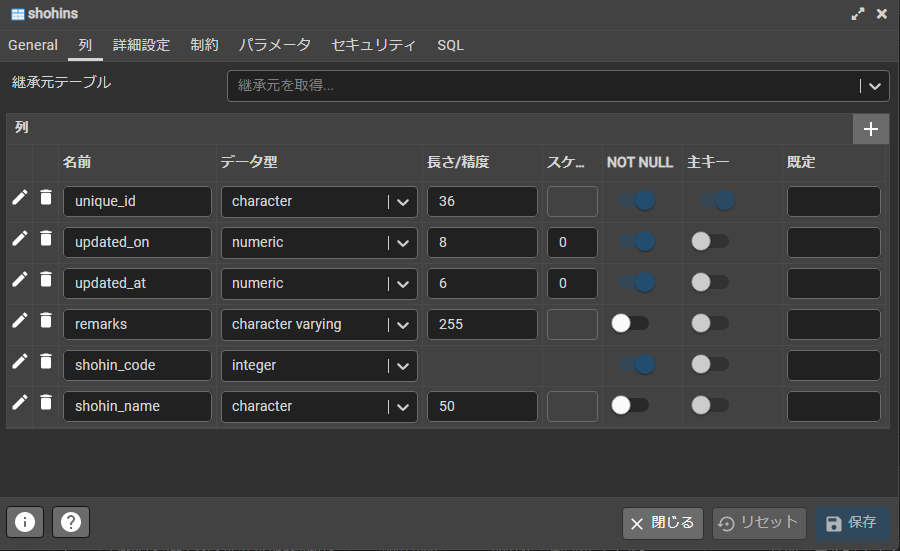 shohins
General 列 詳細設定 制約 パラメータ セキュリティ SQL
継承元テーブル 継承元を取得...
列
名前 データ型 長さ/精度 スケ... NOT NULL 主キー 既定
unique_id character 36
updated_on numeric 8 0
updated_at numeric 6 0
remarks character varying 255
shohin_code integer
shohin_name character 50
閉じる リセット 保存